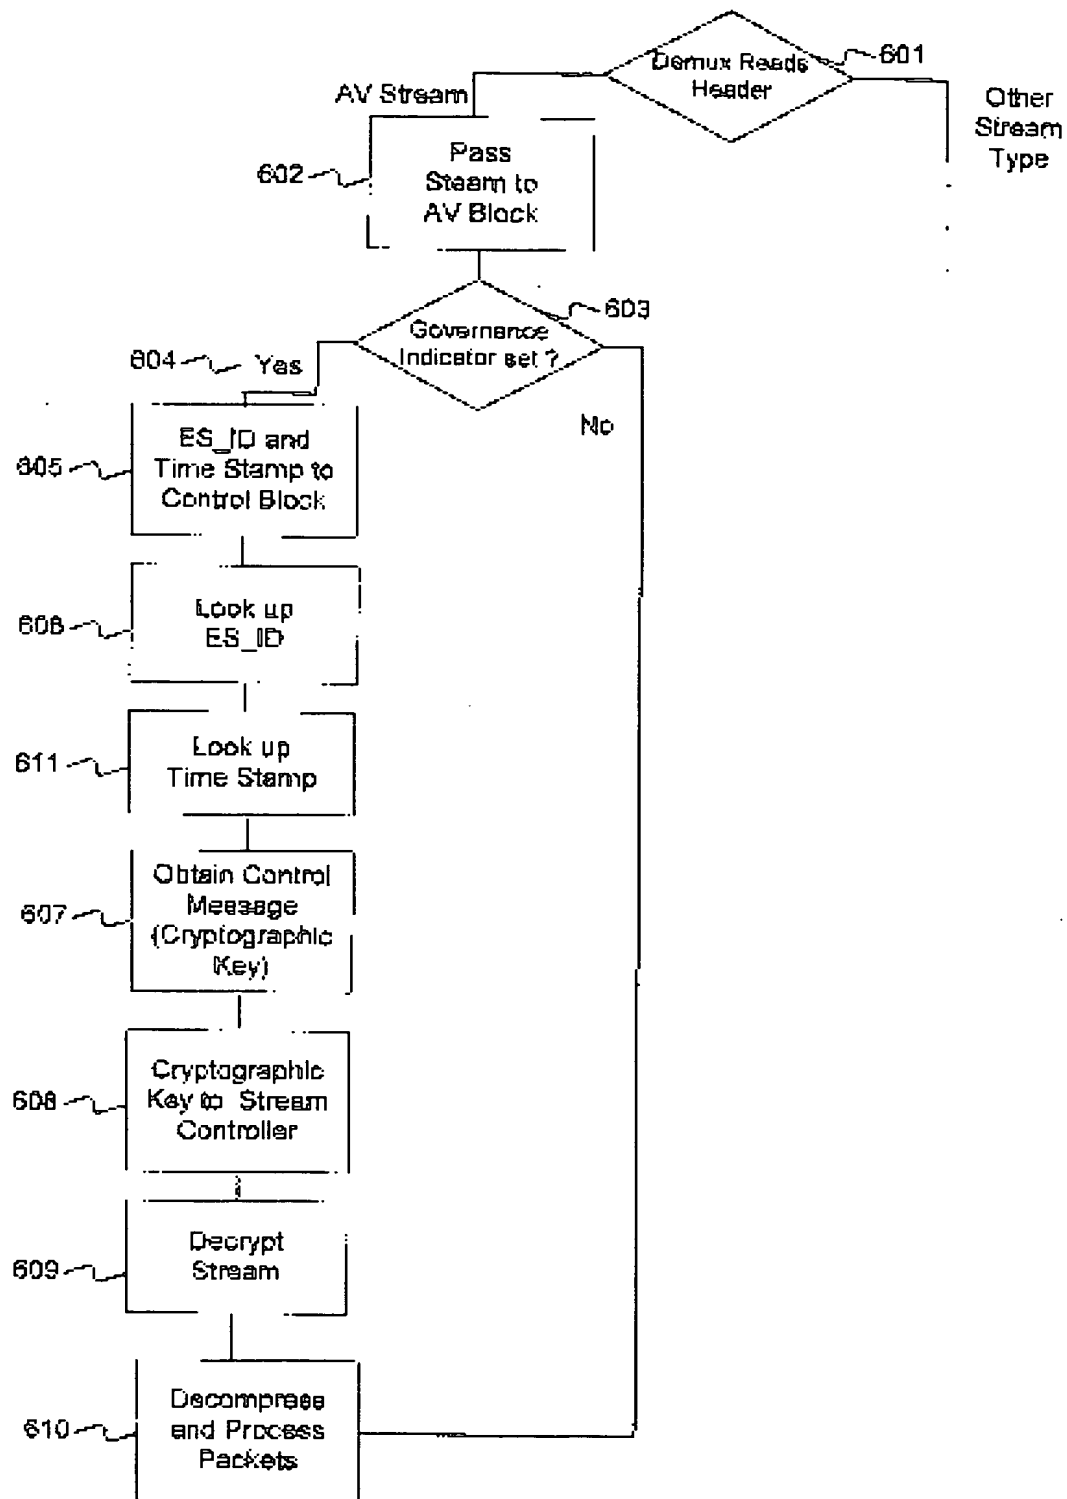 Demux Reads
Header
601
AV Stream
Other
Stream
Type
602
Pass
Steam to
AV Block
603
Governance
Indicator set ?
604
Yes
No
605
ES_ID and
Time Stamp to
Control Block
606
Look up
ES_ID
611
Look up
Time Stamp
607
Obtain Control
Message
(Cryptographic
Key)
608
Cryptographic
Key to Stream
Controller
609
Decrypt
Stream
610
Decompress
and Process
Packets